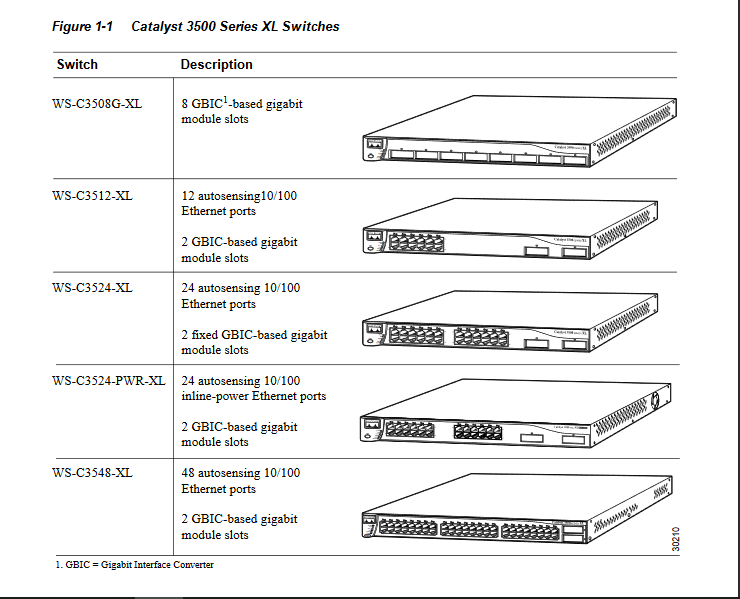 Figure 1-1 Catalyst 3500 Series XL Switches
Switch Description
WS-C3508G-XL 8 GBIC1-based gigabit
module slots
WS-C3512-XL 12 autosensing10/100
Ethernet ports
2 GBIC-based gigabit
module slots
WS-C3524-XL 24 autosensing 10/100
Ethernet ports
2 fixed GBIC-based gigabit
module slots
WS-C3524-PWR-XL 24 autosensing 10/100
inline-power Ethernet ports
2 GBIC-based gigabit
module slots
WS-C3548-XL 48 autosensing 10/100
Ethernet ports
2 GBIC-based gigabit
module slots
30210
1. GBIC = Gigabit Interface Converter